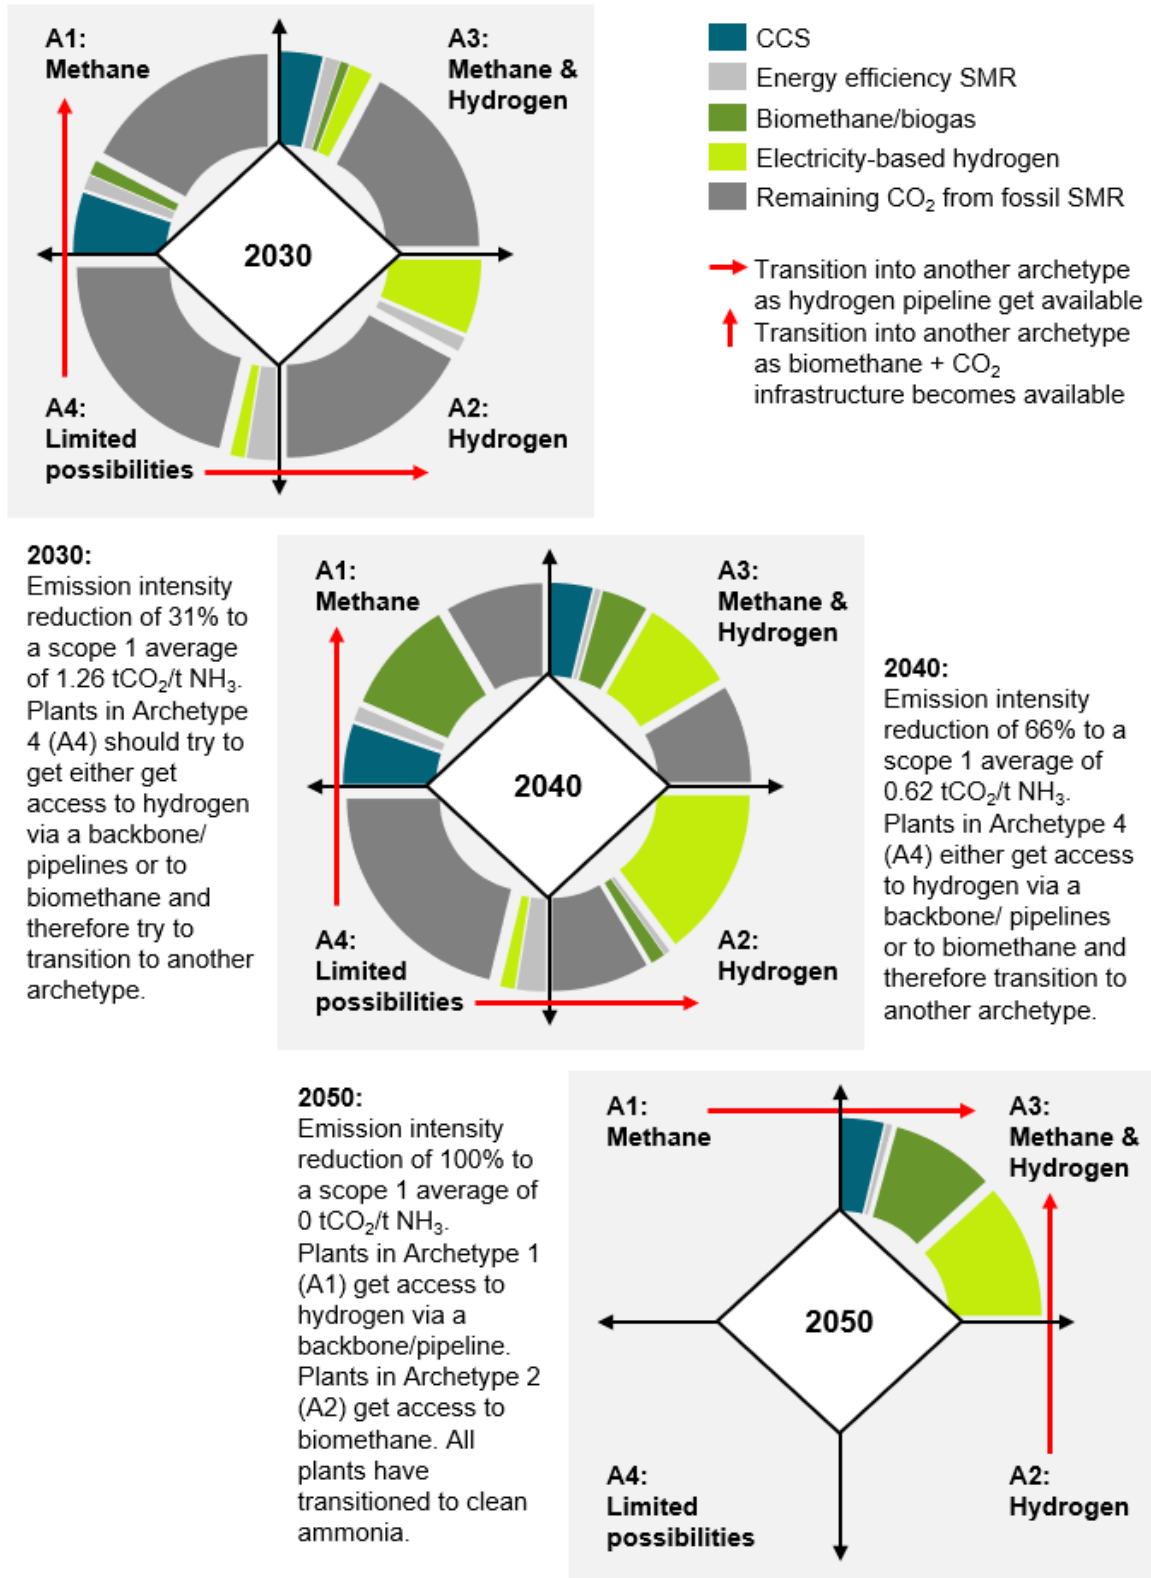 A1:
Methane
A3:
Methane &
Hydrogen
2030
A4:
Limited
possibilities
A2:
Hydrogen
CCS
Energy efficiency SMR
Biomethane/biogas
Electricity-based hydrogen
Remaining CO₂ from fossil SMR
Transition into another archetype
as hydrogen pipeline get available
Transition into another archetype
as biomethane + CO₂
infrastructure becomes available
2030:
Emission intensity
reduction of 31% to
a scope 1 average
of 1.26 tCO₂/t NH₃.
Plants in Archetype
4 (A4) should try to
get either get
access to hydrogen
via a backbone/
pipelines or to
biomethane and
therefore try to
transition to another
archetype.
A1:
Methane
A3:
Methane &
Hydrogen
2040
A4:
Limited
possibilities
A2:
Hydrogen
2040:
Emission intensity
reduction of 66% to a
scope 1 average of
0.62 tCO₂/t NH₃.
Plants in Archetype 4
(A4) either get access
to hydrogen via a
backbone/ pipelines
or to biomethane and
therefore transition to
another archetype.
2050:
Emission intensity
reduction of 100% to
a scope 1 average of
0 tCO₂/t NH₃.
Plants in Archetype 1
(A1) get access to
hydrogen via a
backbone/pipeline.
Plants in Archetype 2
(A2) get access to
biomethane. All
plants have
transitioned to clean
ammonia.
A1:
Methane
A3:
Methane &
Hydrogen
2050
A4:
Limited
possibilities
A2:
Hydrogen